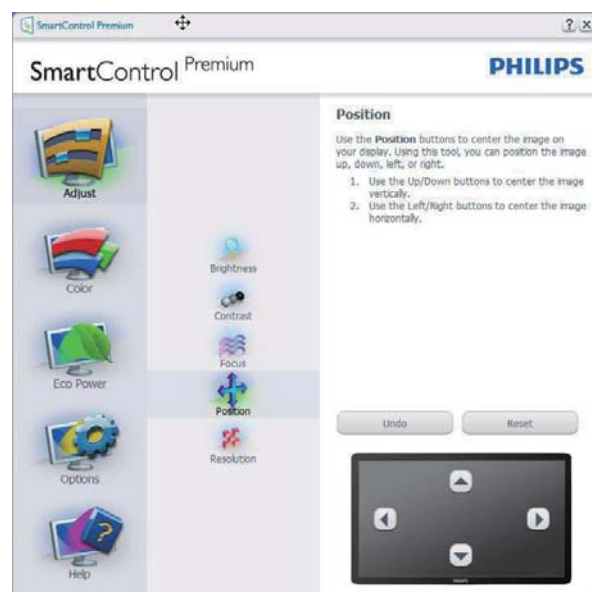 SmartControl Premium
? x
SmartControl Premium
PHILIPS
Adjust
Color
Eco Power
Options
Help
Brightness
Contrast
Focus
Position
Resolution
Position
Use the Position buttons to center the image on
your display. Using this tool, you can position the image
up, down, left, or right.
1. Use the Up/Down buttons to center the image
vertically.
2. Use the Left/Right buttons to center the image
horizontally.
Undo
Reset
PHILIPS